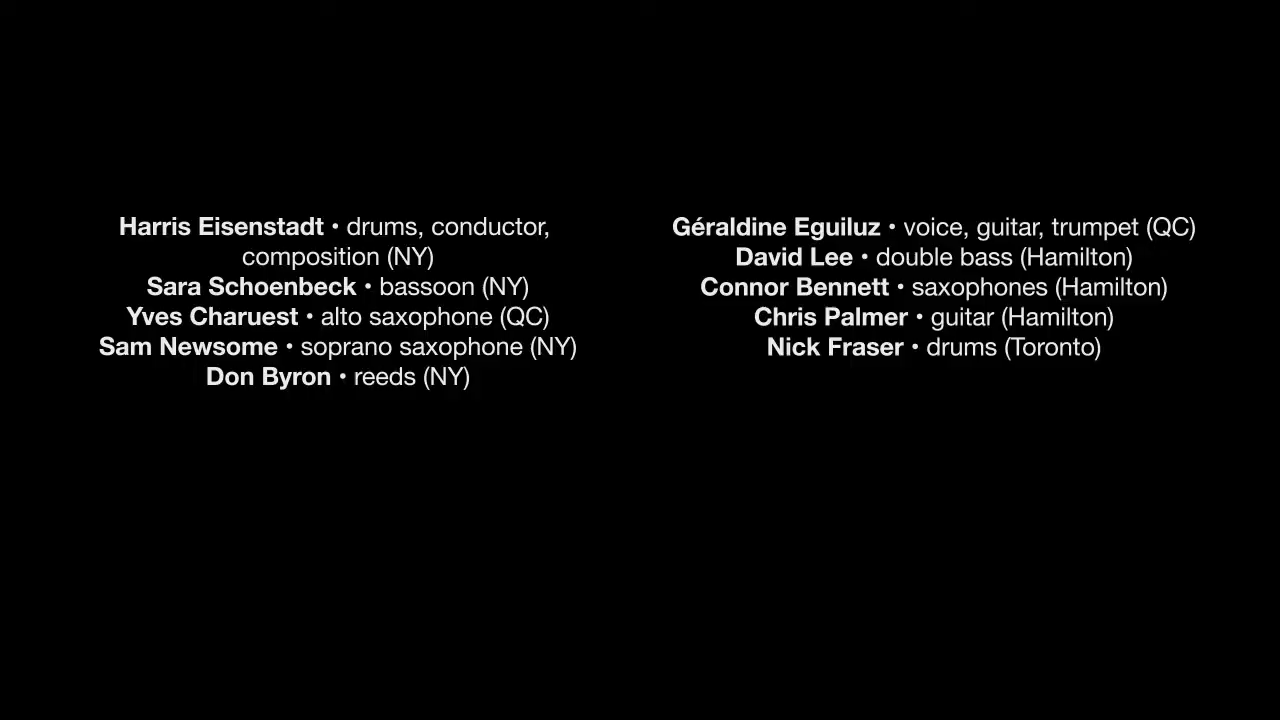 Harris Eisenstadt • drums, conductor,
composition (NY)
Sara Schoenbeck • bassoon (NY)
Yves Charuest • alto saxophone (QC)
Sam Newsome • soprano saxophone (NY)
Don Byron • reeds (NY)
Géraldine Eguiluz • voice, guitar, trumpet (QC)
David Lee • double bass (Hamilton)
Connor Bennett • saxophones (Hamilton)
Chris Palmer • guitar (Hamilton)
Nick Fraser • drums (Toronto)